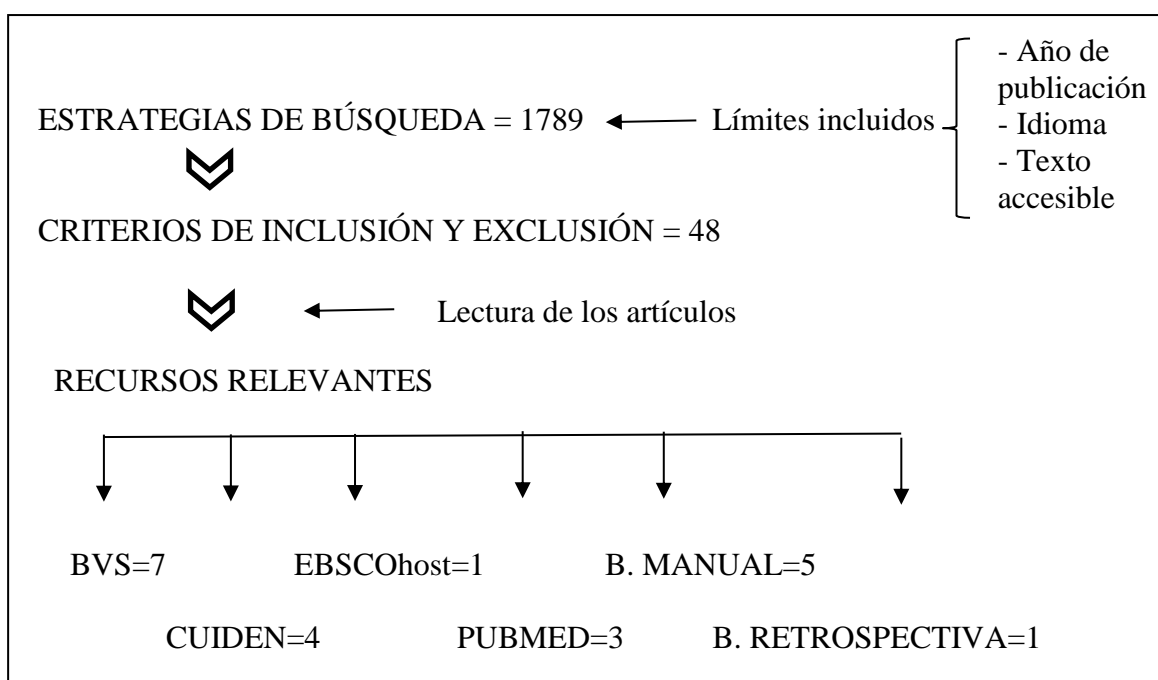 - Año de
publicación
- Idioma
- Texto
accesible
ESTRATEGIAS DE BÚSQUEDA = 1789
Límites incluidos
CRITERIOS DE INCLUSIÓN Y EXCLUSIÓN = 48
Lectura de los artículos
RECURSOS RELEVANTES
BVS=7
EBSCOhost=1
B. MANUAL=5
CUIDEN=4
PUBMED=3
B. RETROSPECTIVA=1